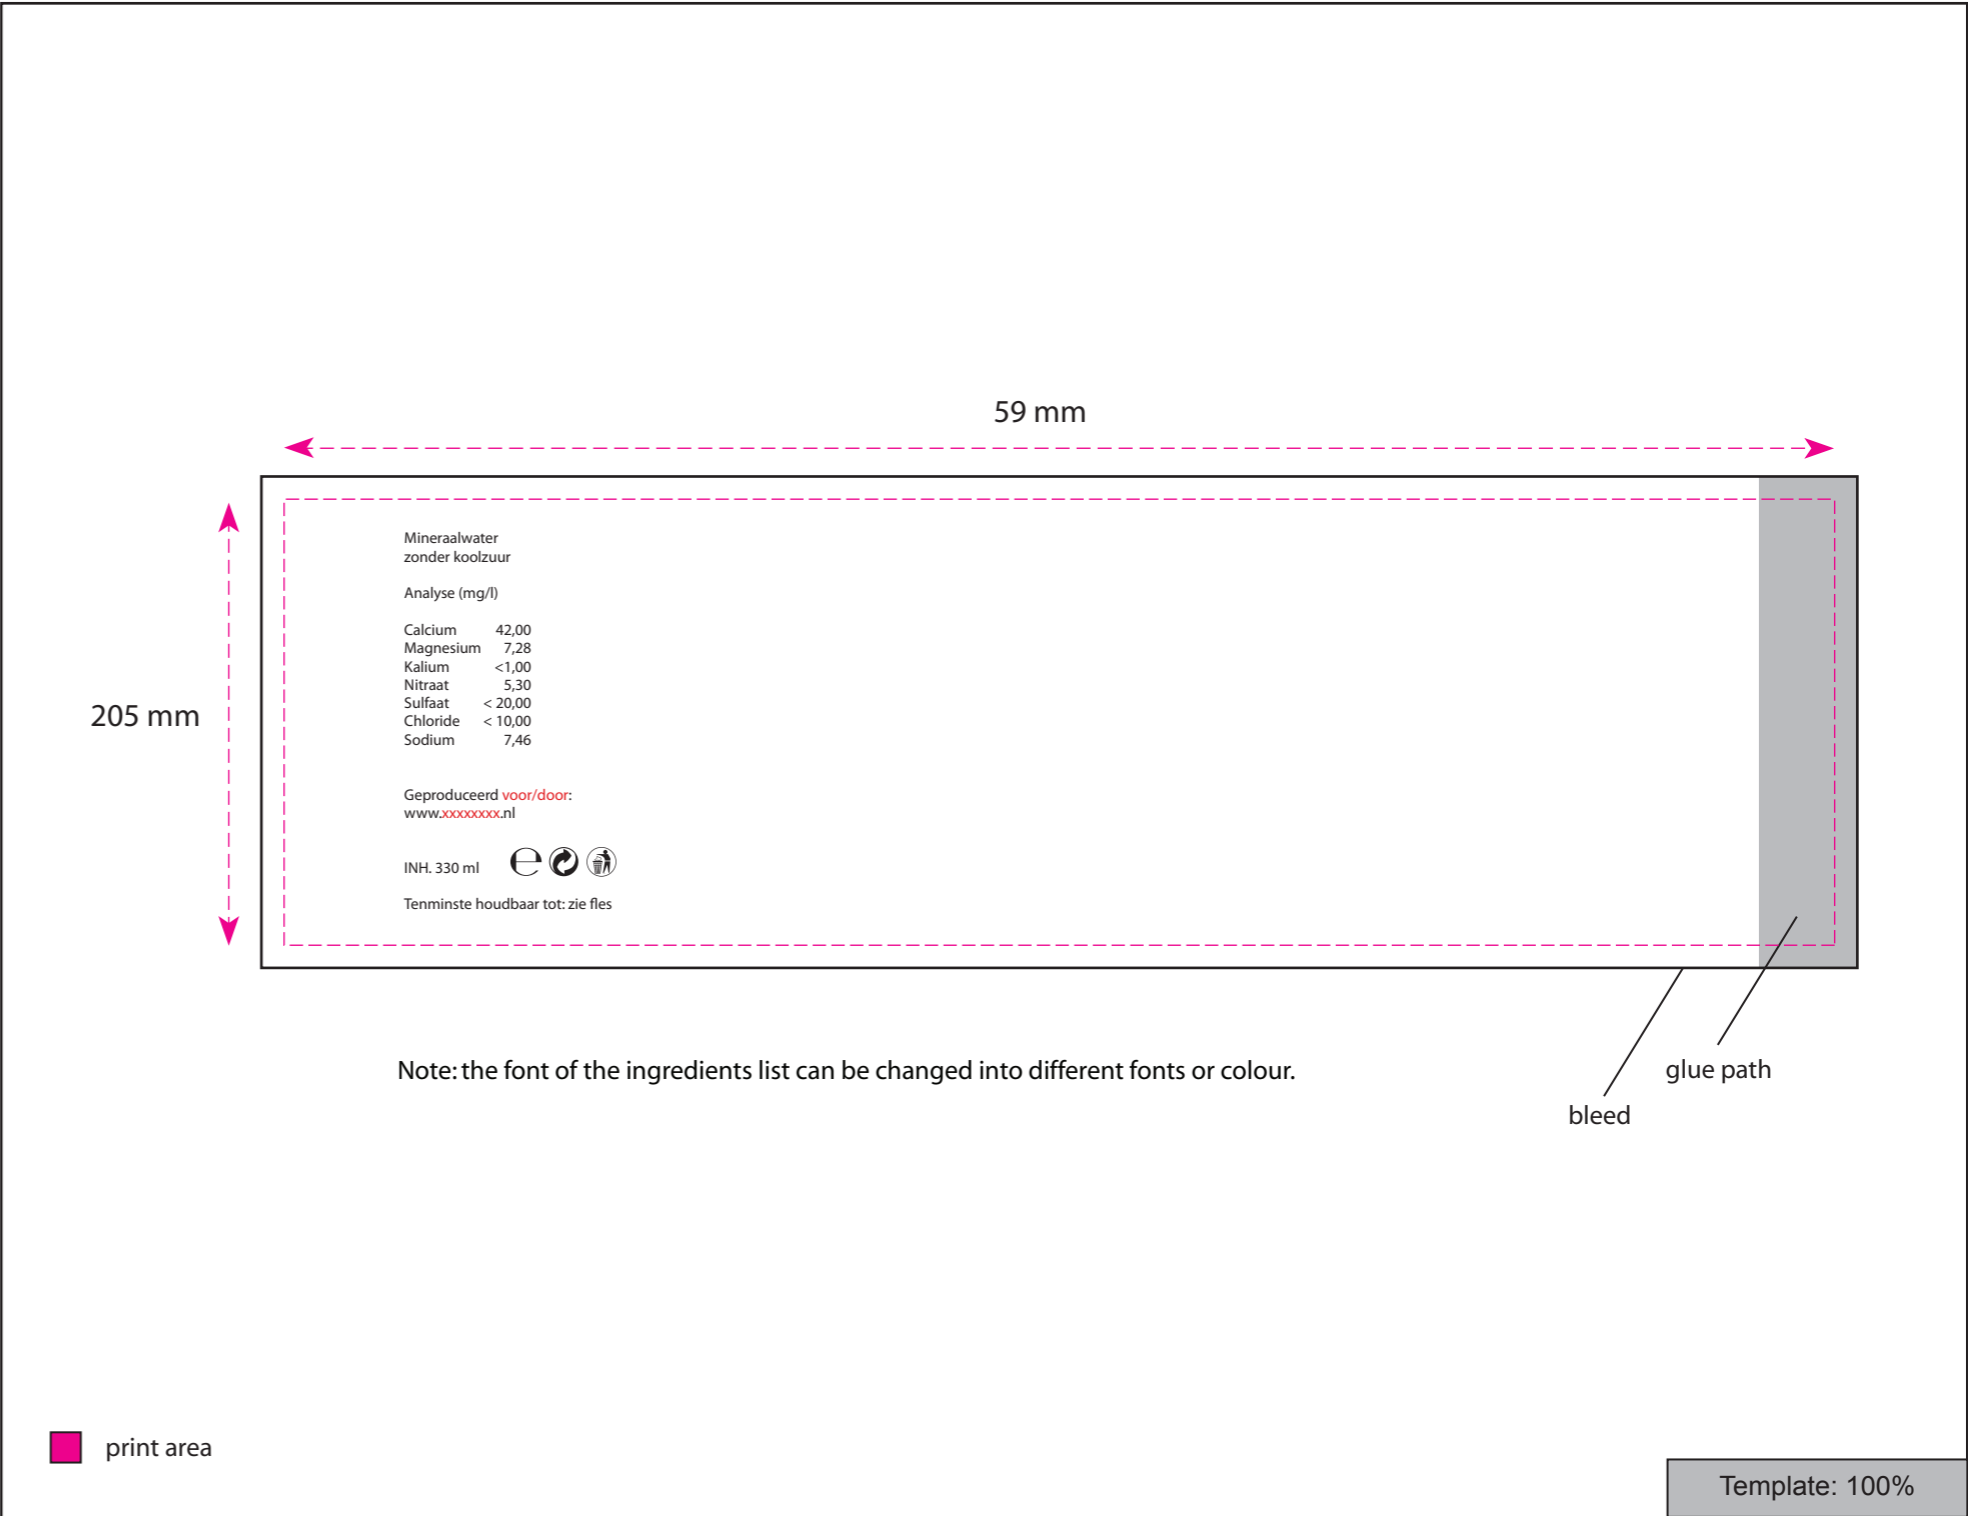 59 mm
205 mm
Mineraalwater
zonder koolzuur
Analyse (mg/l)
Calcium 42,00
Magnesium 7,28
Kalium <1,00
Nitraat 5,30
Sulfaat < 20,00
Chloride < 10,00
Sodium 7,46
Geproduceerd voor/door:
www.xxxxxxxx.nl
INH. 330 ml ℮
Tenminste houdbaar tot: zie fles
Note: the font of the ingredients list can be changed into different fonts or colour.
glue path
bleed
print area
Template: 100%